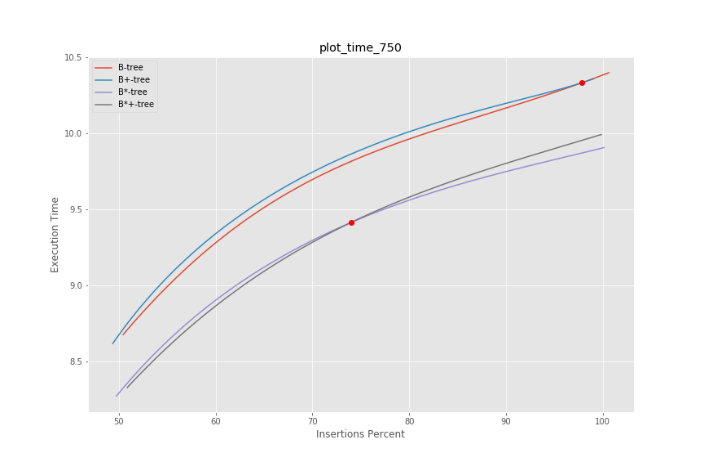 plot_time_750
10.5
10.0
9.5
9.0
8.5
Execution Time
B-tree
B+-tree
B*-tree
B*+-tree
50 60 70 80 90 100
Insertions Percent